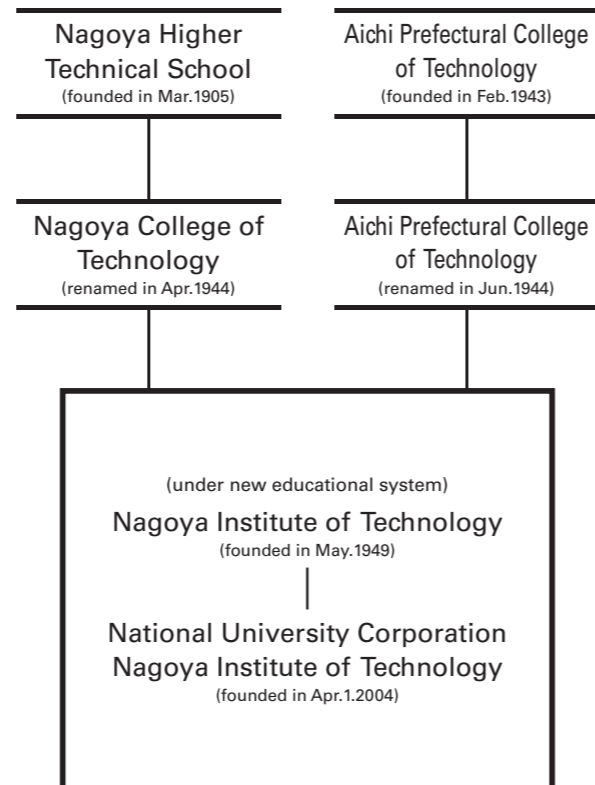 Nagoya Higher
Technical School
(founded in Mar.1905)
Aichi Prefectural College
of Technology
(founded in Feb.1943)
Nagoya College of
Technology
(renamed in Apr.1944)
Aichi Prefectural College
of Technology
(renamed in Jun.1944)
(under new educational system)
Nagoya Institute of Technology
(founded in May.1949)
National University Corporation
Nagoya Institute of Technology
(founded in Apr.1.2004)